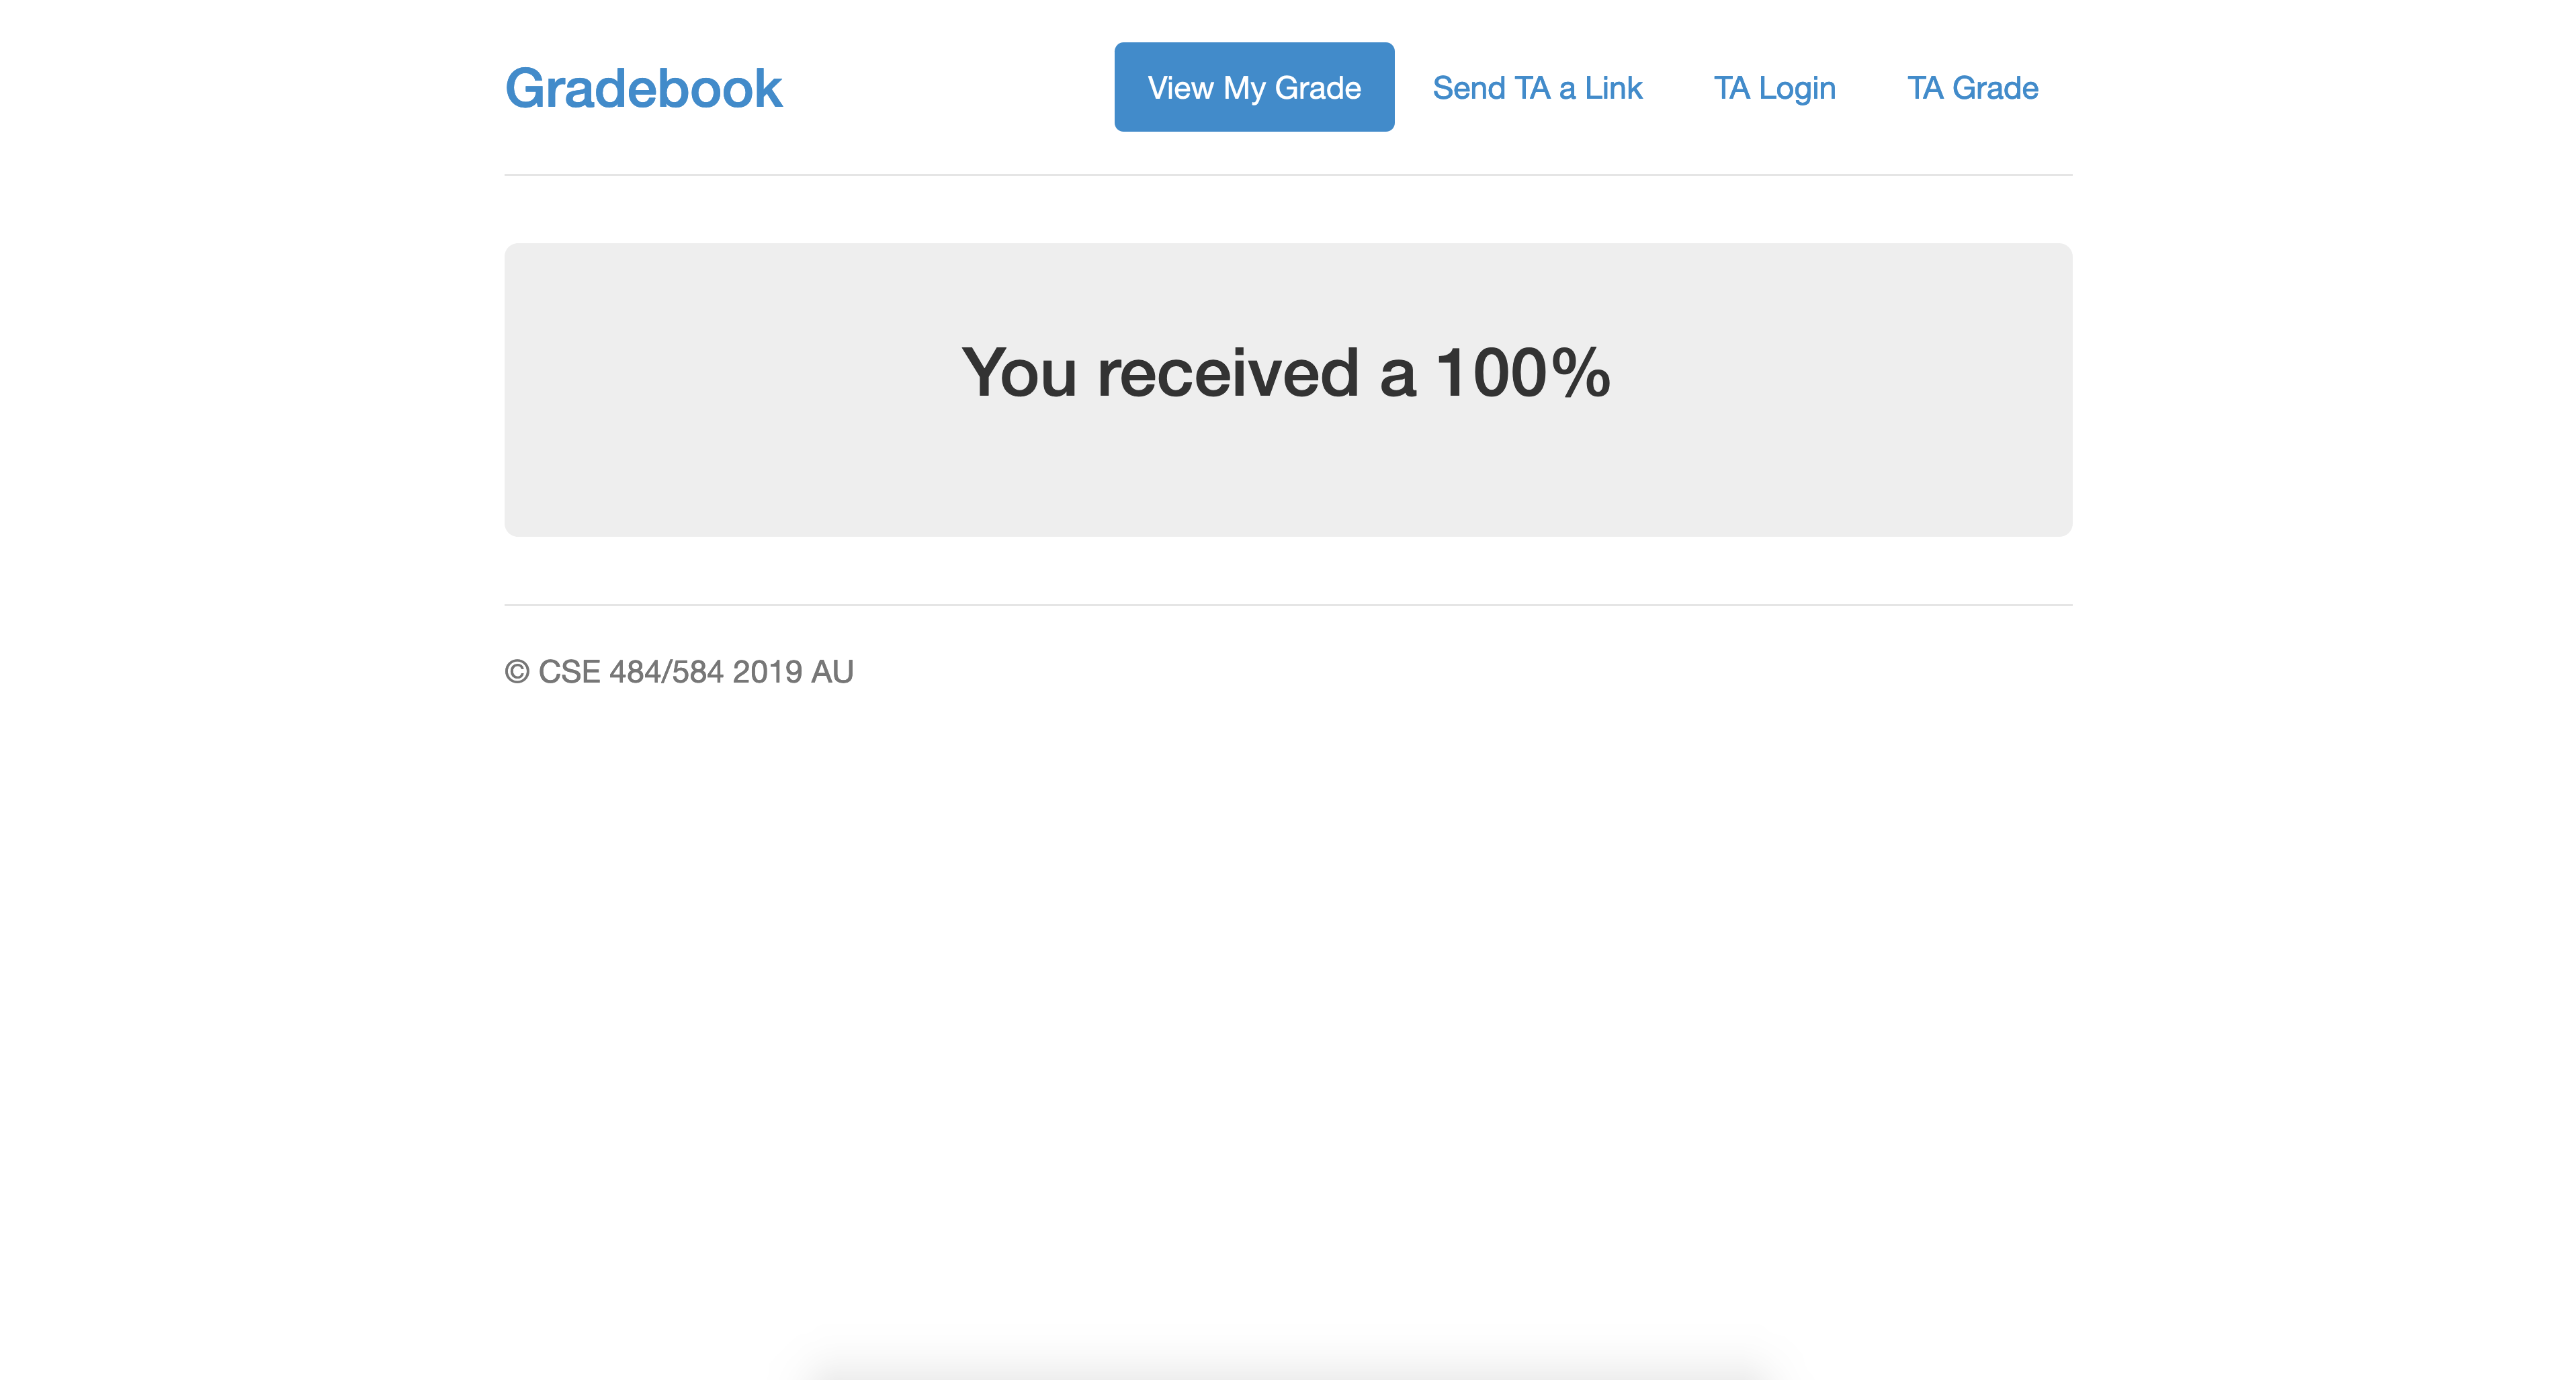 Gradebook
View My Grade
Send TA a Link
TA Login
TA Grade
You received a 100%
© CSE 484/584 2019 AU